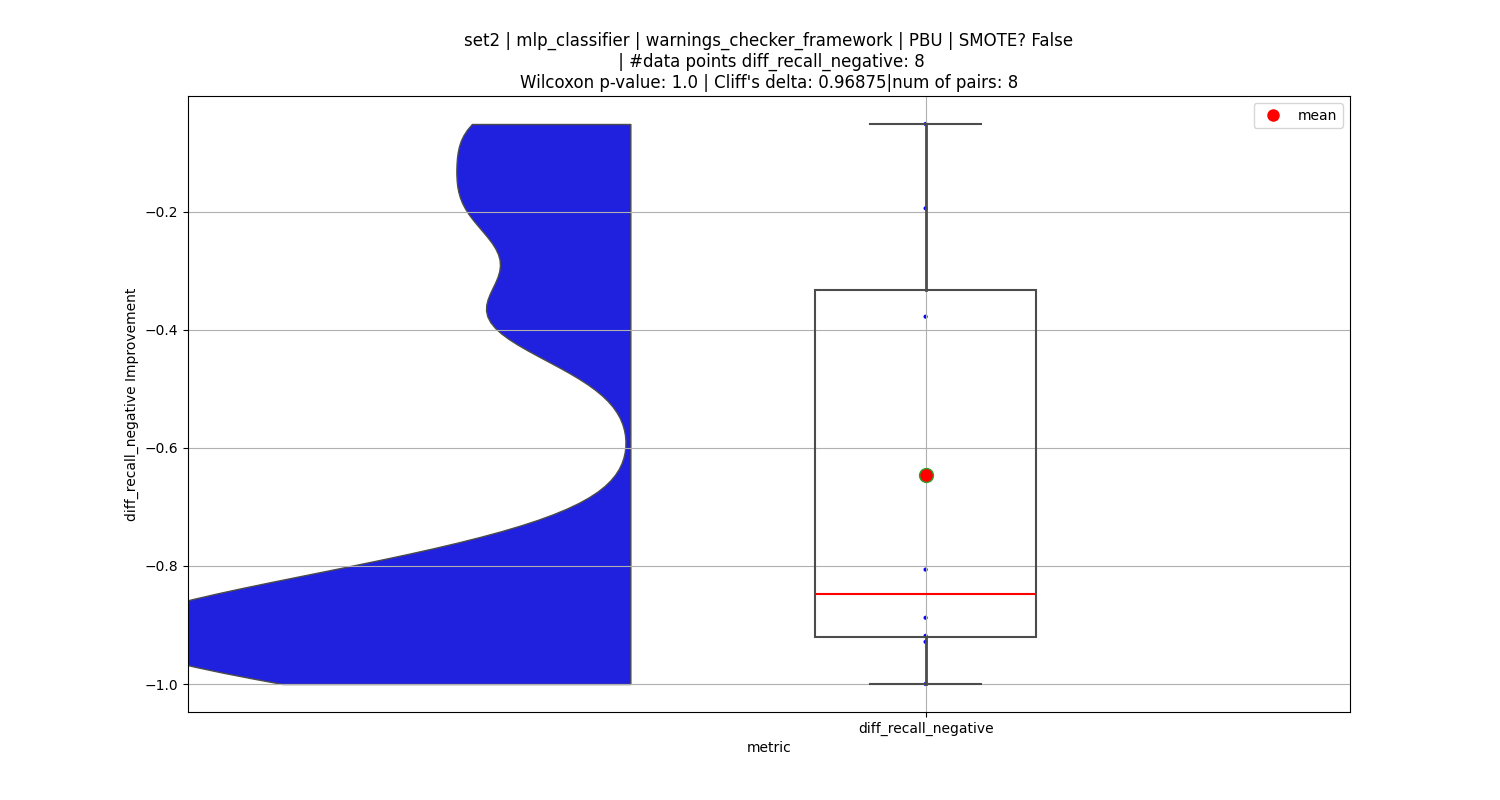 set2 | mlp_classifier | warnings_checker_framework | PBU | SMOTE? False
| #data points diff_recall_negative: 8
Wilcoxon p-value: 1.0 | Cliff's delta: 0.96875|num of pairs: 8
mean
−0.2
−0.4
−0.6
−0.8
−1.0
diff_recall_negative Improvement
diff_recall_negative
metric